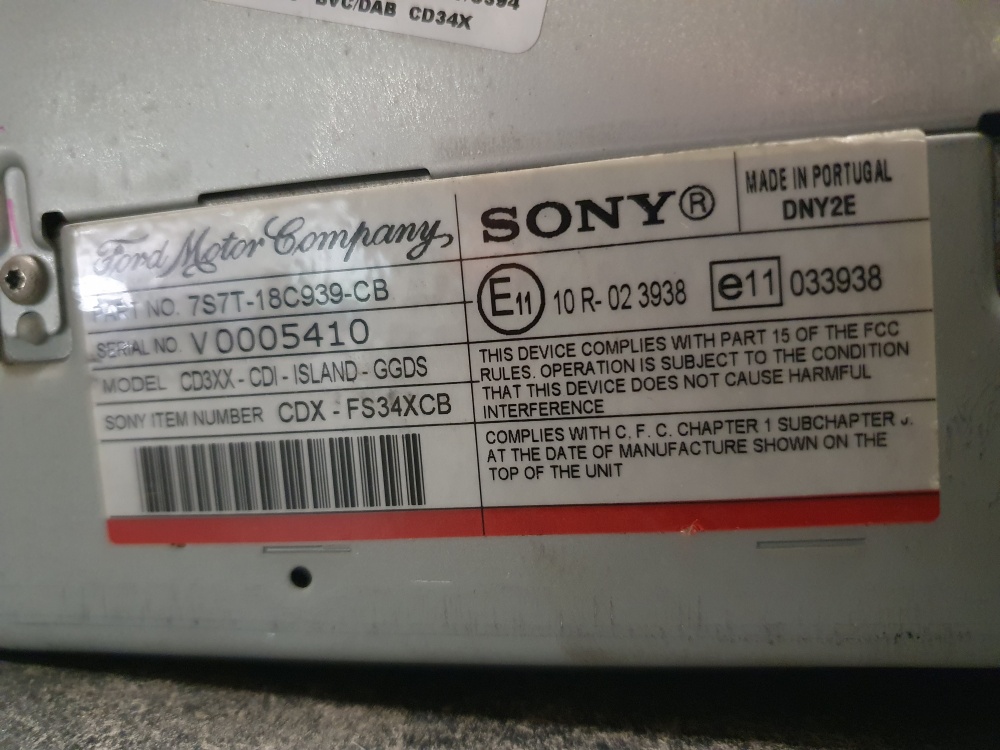 BVC/DAB CD34X
Ford Motor Company
PART NO. 7S7T-18C939-CB
SERIAL NO. V0005410
MODEL CD3XX - CDI - ISLAND - GGDS
SONY ITEM NUMBER CDX - FS34XCB
SONY®
MADE IN PORTUGAL
DNY2E
E11 10 R- 02 3938 e11 033938
THIS DEVICE COMPLIES WITH PART 15 OF THE FCC
RULES. OPERATION IS SUBJECT TO THE CONDITION
THAT THIS DEVICE DOES NOT CAUSE HARMFUL
INTERFERENCE
COMPLIES WITH C. F. C. CHAPTER 1 SUBCHAPTER J.
AT THE DATE OF MANUFACTURE SHOWN ON THE
TOP OF THE UNIT